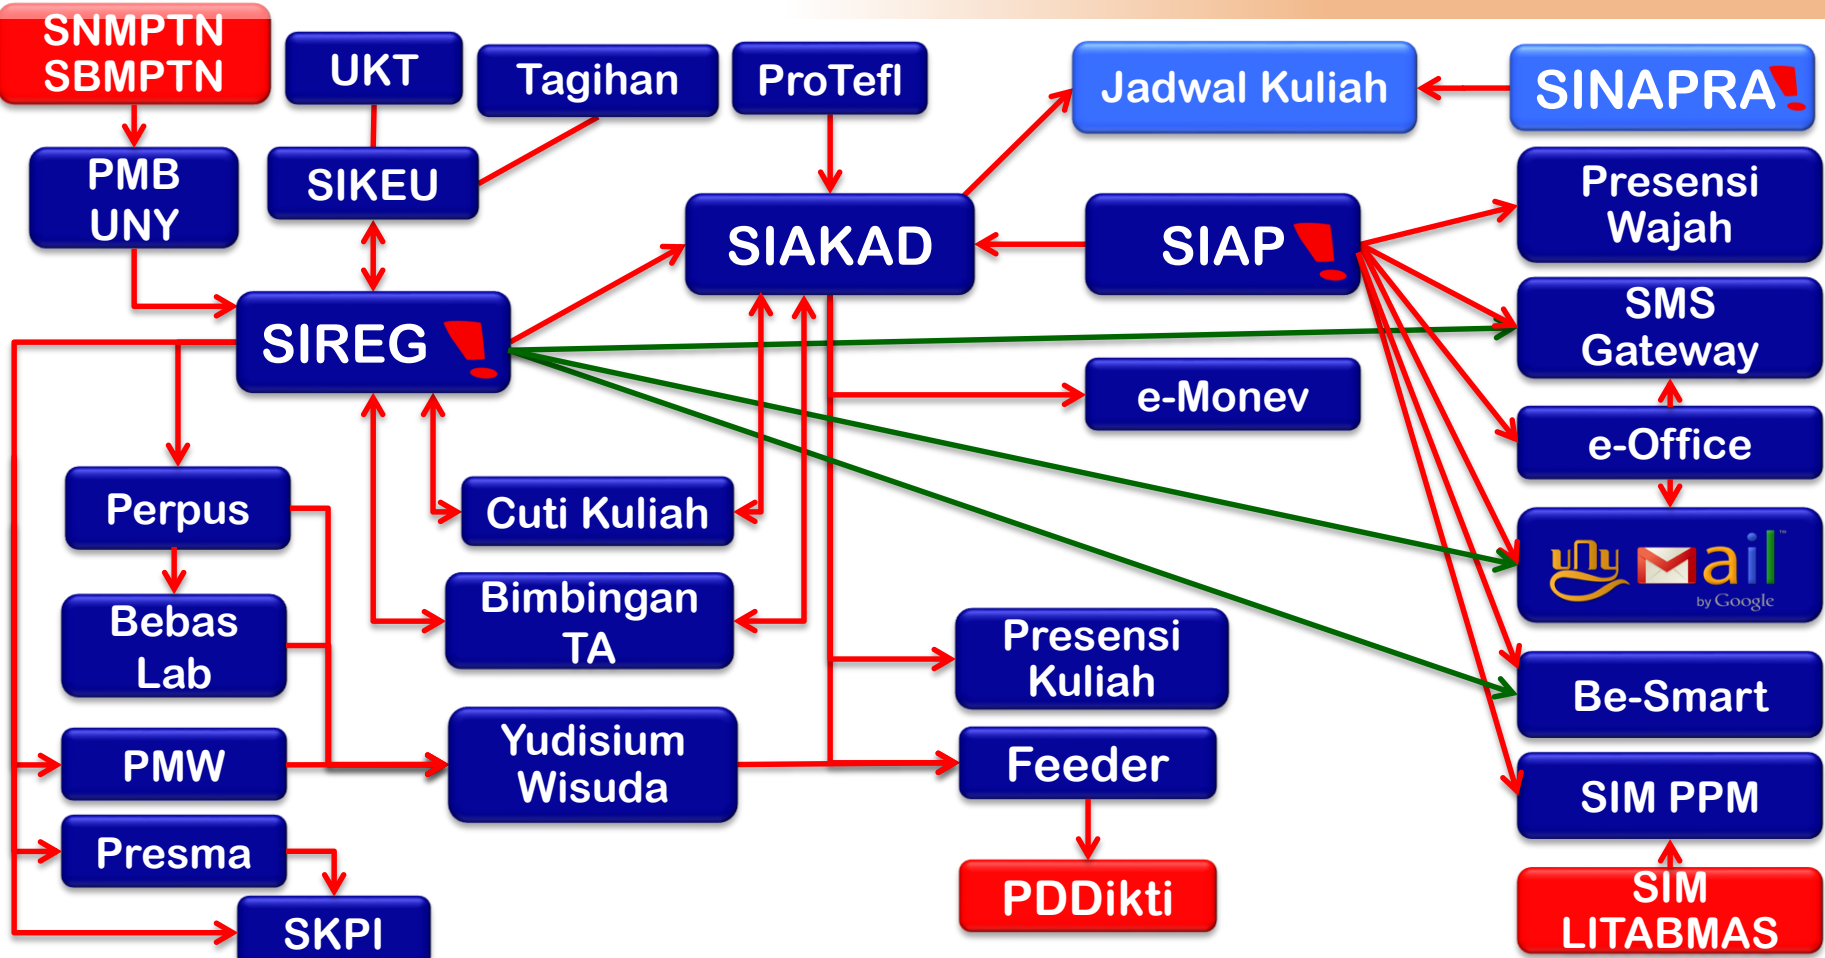 SNMPTN
SBMPTN
UKT
Tagihan
ProTefl
Jadwal Kuliah
SINAPRA
PMB
UNY
SIKEU
SIAKAD
SIAP
Presensi
Wajah
SIREG
SMS
Gateway
e-Monev
e-Office
Perpus
Cuti Kuliah
uNy Mail™
by Google
Bebas
Lab
Bimbingan
TA
Presensi
Kuliah
Be-Smart
PMW
Yudisium
Wisuda
Feeder
SIM PPM
Presma
PDDikti
SIM
LITABMAS
SKPI